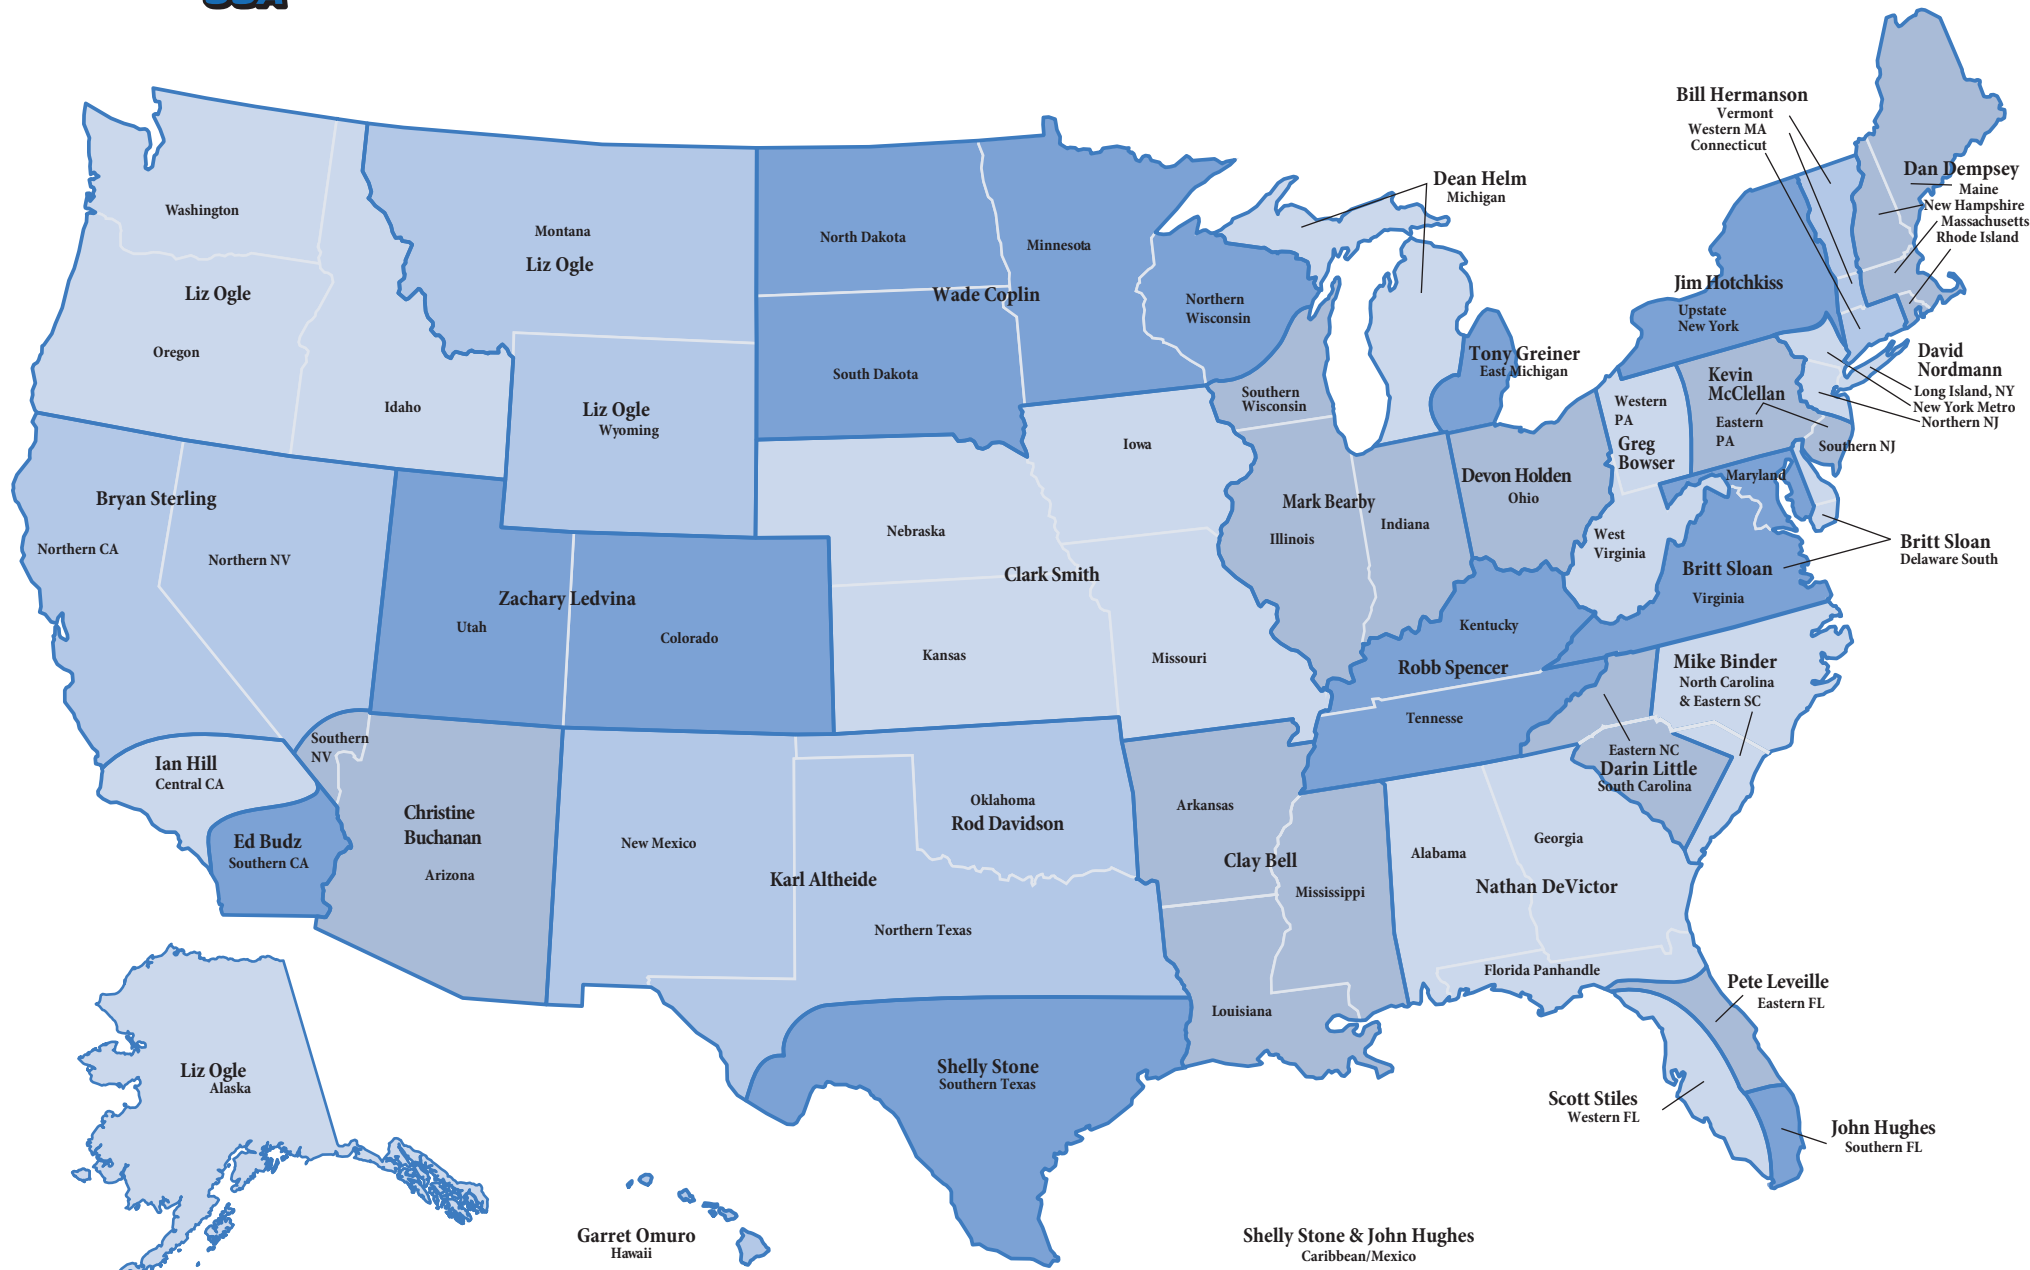 USA
Washington
Liz Ogle
Oregon
Idaho
Montana
Liz Ogle
Liz Ogle
Wyoming
North Dakota
Minnesota
Wade Coplin
South Dakota
Northern
Wisconsin
Southern
Wisconsin
Dean Helm
Michigan
Tony Greiner
East Michigan
Bill Hermanson
Vermont
Western MA
Connecticut
Dan Dempsey
Maine
New Hampshire
Massachusetts
Rhode Island
Jim Hotchkiss
Upstate
New York
David
Nordmann
Long Island, NY
New York Metro
Northern NJ
Kevin
McClellan
Eastern
PA
Southern NJ
Western
PA
Greg
Bowser
West
Virginia
Maryland
Britt Sloan
Delaware South
Britt Sloan
Virginia
Bryan Sterling
Northern CA
Northern NV
Zachary Ledvina
Utah
Colorado
Nebraska
Iowa
Clark Smith
Kansas
Missouri
Mark Bearby
Illinois
Indiana
Devon Holden
Ohio
Kentucky
Robb Spencer
Tennesse
Mike Binder
North Carolina
& Eastern SC
Eastern NC
Darin Little
South Carolina
Ian Hill
Central CA
Ed Budz
Southern CA
Southern
NV
Christine
Buchanan
Arizona
New Mexico
Karl Altheide
Oklahoma
Rod Davidson
Northern Texas
Arkansas
Clay Bell
Mississippi
Louisiana
Alabama
Georgia
Nathan DeVictor
Florida Panhandle
Pete Leveille
Eastern FL
Scott Stiles
Western FL
John Hughes
Southern FL
Shelly Stone
Southern Texas
Liz Ogle
Alaska
Garret Omuro
Hawaii
Shelly Stone & John Hughes
Caribbean/Mexico